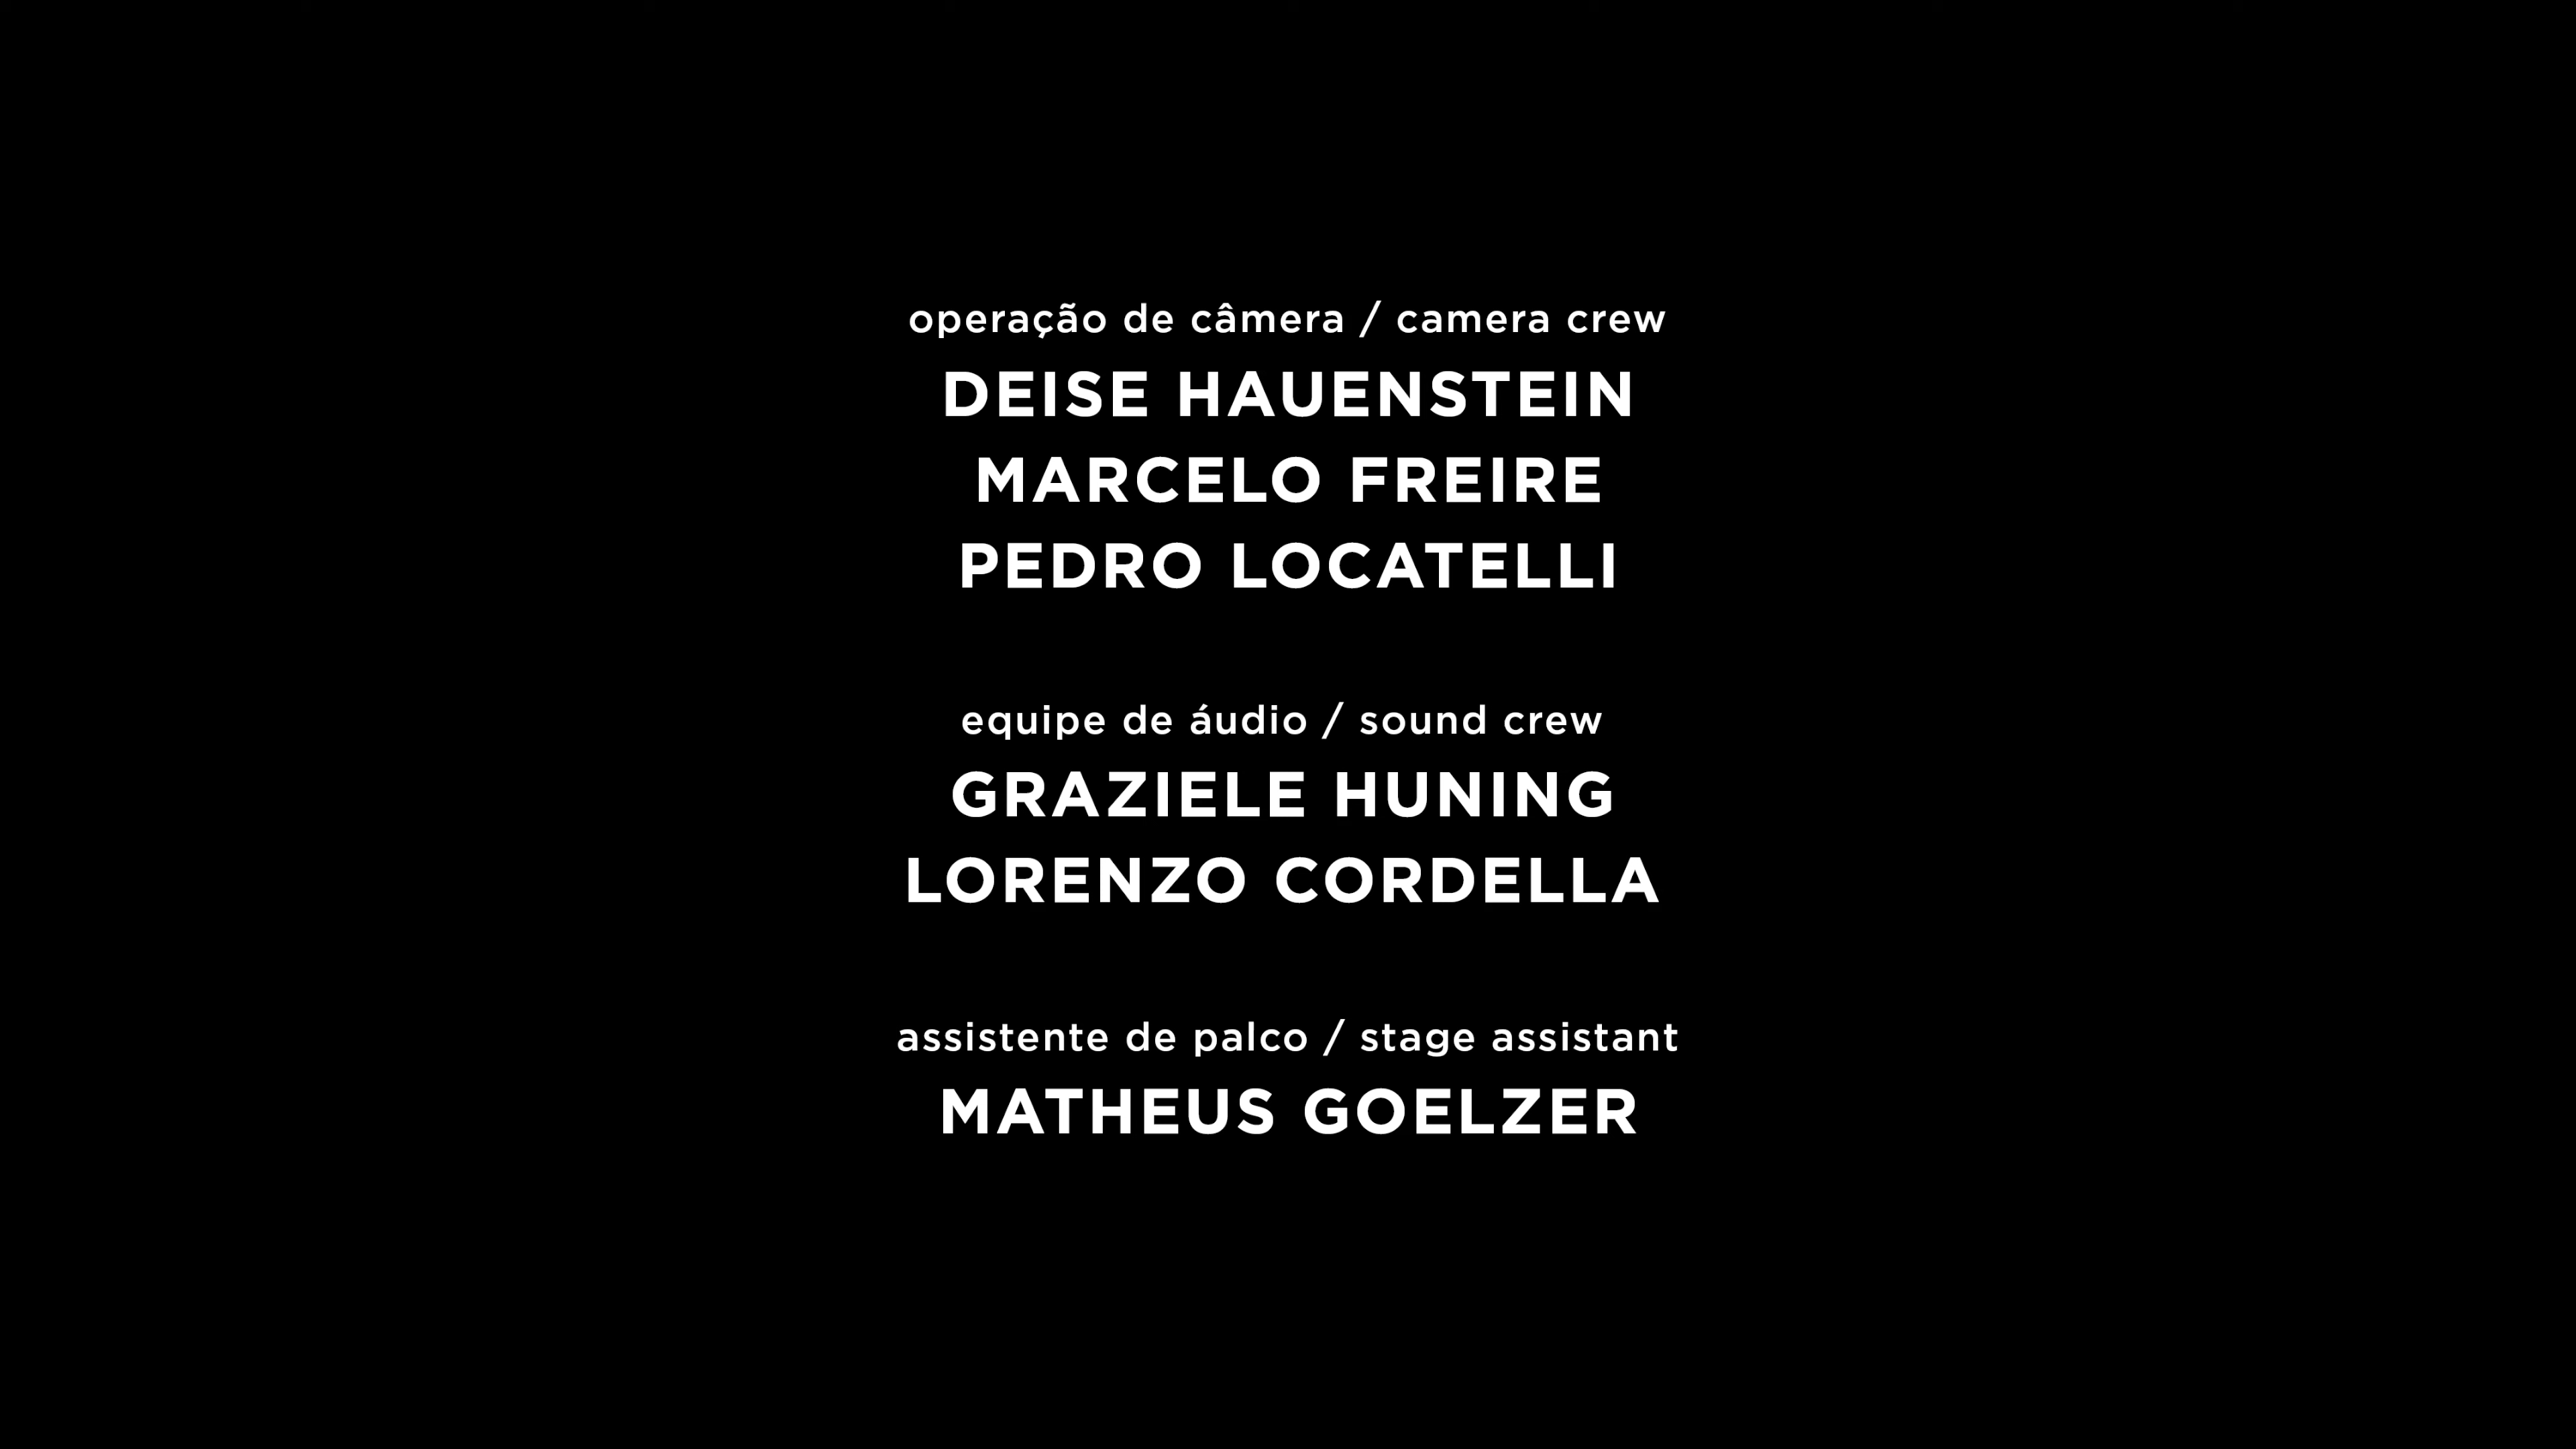 operação de câmera / camera crew
DEISE HAUENSTEIN
MARCELO FREIRE
PEDRO LOCATELLI
equipe de áudio / sound crew
GRAZIELE HUNING
LORENZO CORDELLA
assistente de palco / stage assistant
MATHEUS GOELZER